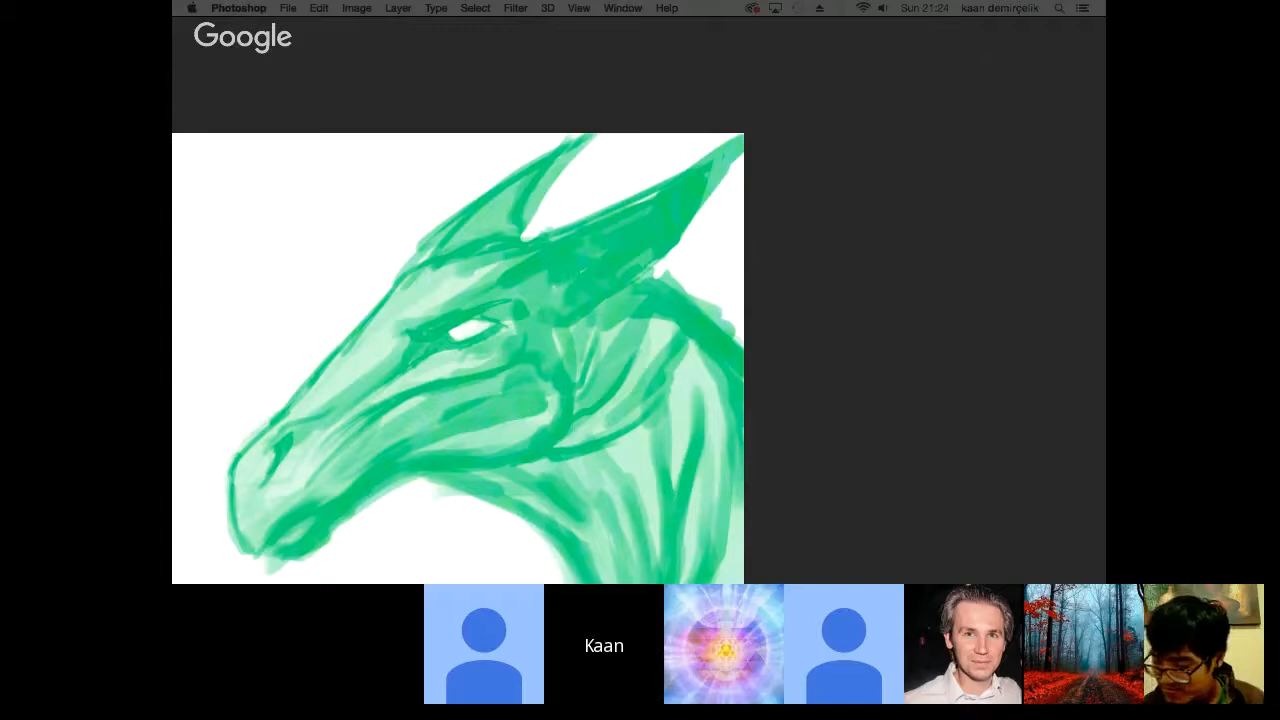 Photoshop File Edit Image Layer Type Select Filter 3D View Window Help Sun 21:24 kaan demirçelik
Google
Kaan